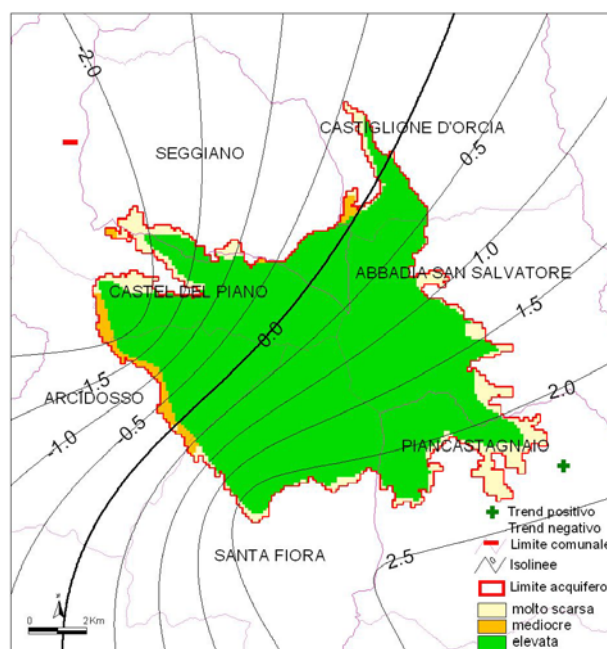 -2.0
CASTIGLIONE D'ORCIA
SEGGIANO
0.5
1.0
ABBADIA SAN SALVATORE
CASTEL DEL PIANO
1.5
0.0
ARCIDOSSO
-1.5
2.0
-1.0
-0.5
PIANCASTAGNAIO
SANTA FIORA
2.5
Trend positivo
Trend negativo
Limite comunale
Isolinee
Limite acquifero
molto scarsa
mediocre
elevata
0 2Km